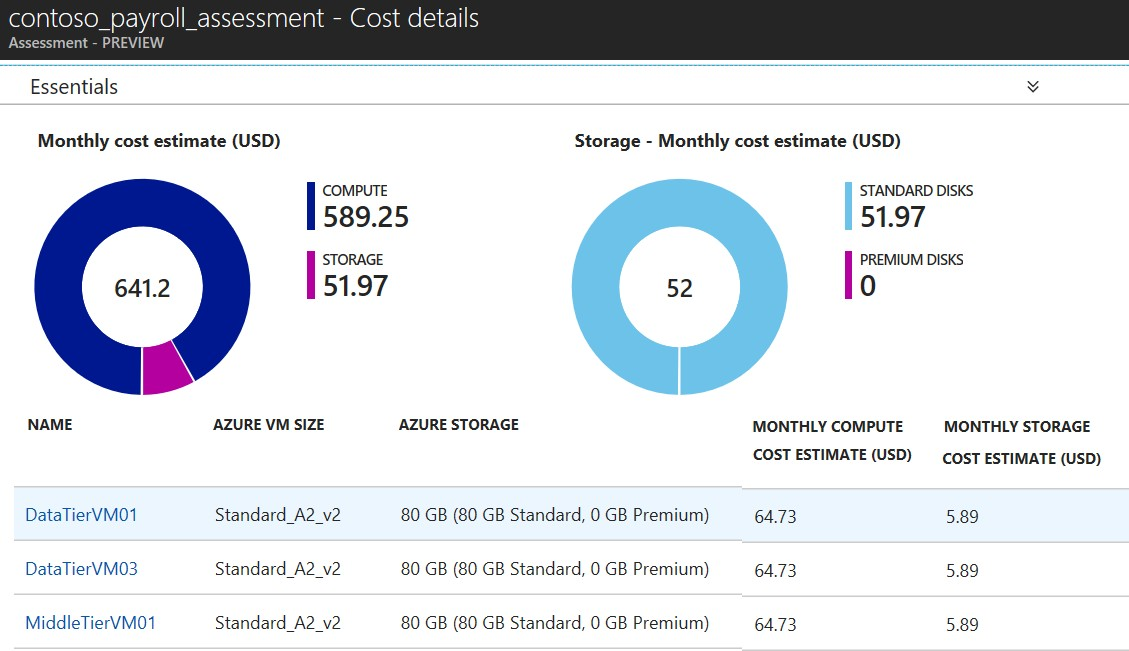 contoso_payroll_assessment - Cost details
Assessment - PREVIEW
Essentials
Monthly cost estimate (USD)
641.2
COMPUTE
589.25
STORAGE
51.97
Storage - Monthly cost estimate (USD)
52
STANDARD DISKS
51.97
PREMIUM DISKS
0
NAME AZURE VM SIZE AZURE STORAGE MONTHLY COMPUTE COST ESTIMATE (USD) MONTHLY STORAGE COST ESTIMATE (USD)
DataTierVM01 Standard_A2_v2 80 GB (80 GB Standard, 0 GB Premium) 64.73 5.89
DataTierVM03 Standard_A2_v2 80 GB (80 GB Standard, 0 GB Premium) 64.73 5.89
MiddleTierVM01 Standard_A2_v2 80 GB (80 GB Standard, 0 GB Premium) 64.73 5.89